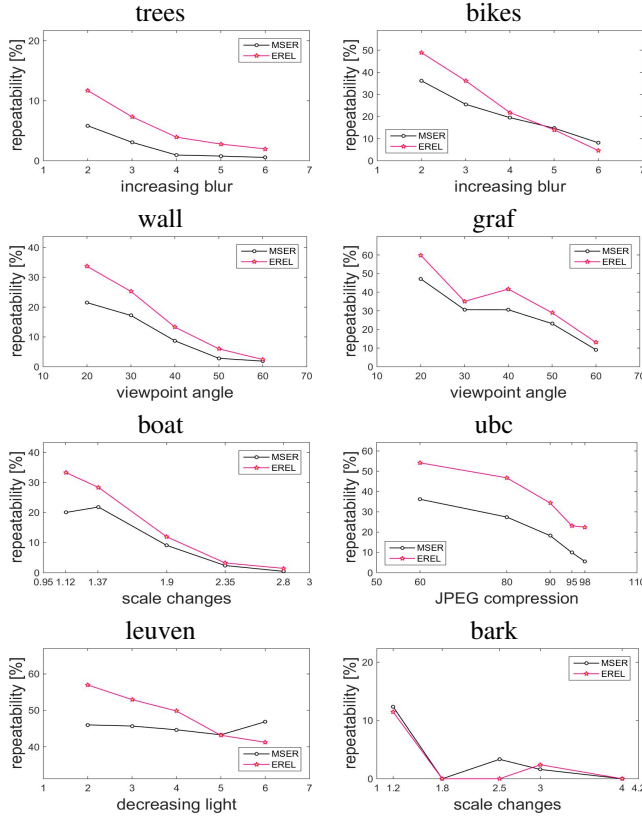 trees
repeatability [%]
20
10
0
1 2 3 4 5 6 7
increasing blur
MSER
EREL
bikes
repeatability [%]
50
40
30
20
10
0
1 2 3 4 5 6 7
increasing blur
MSER
EREL
wall
repeatability [%]
40
30
20
10
0
10 20 30 40 50 60 70
viewpoint angle
MSER
EREL
graf
repeatability [%]
60
50
40
30
20
10
0
10 20 30 40 50 60 70
viewpoint angle
MSER
EREL
boat
repeatability [%]
40
30
20
10
0
0.95 1.12 1.37 1.9 2.35 2.8 3
scale changes
MSER
EREL
ubc
repeatability [%]
60
50
40
30
20
10
0
50 60 80 90 95 98 110
JPEG compression
MSER
EREL
leuven
repeatability [%]
60
50
40
1 2 3 4 5 6 7
decreasing light
MSER
EREL
bark
repeatability [%]
20
10
0
1 1.2 1.8 2.5 3 4 4.2
scale changes
MSER
EREL